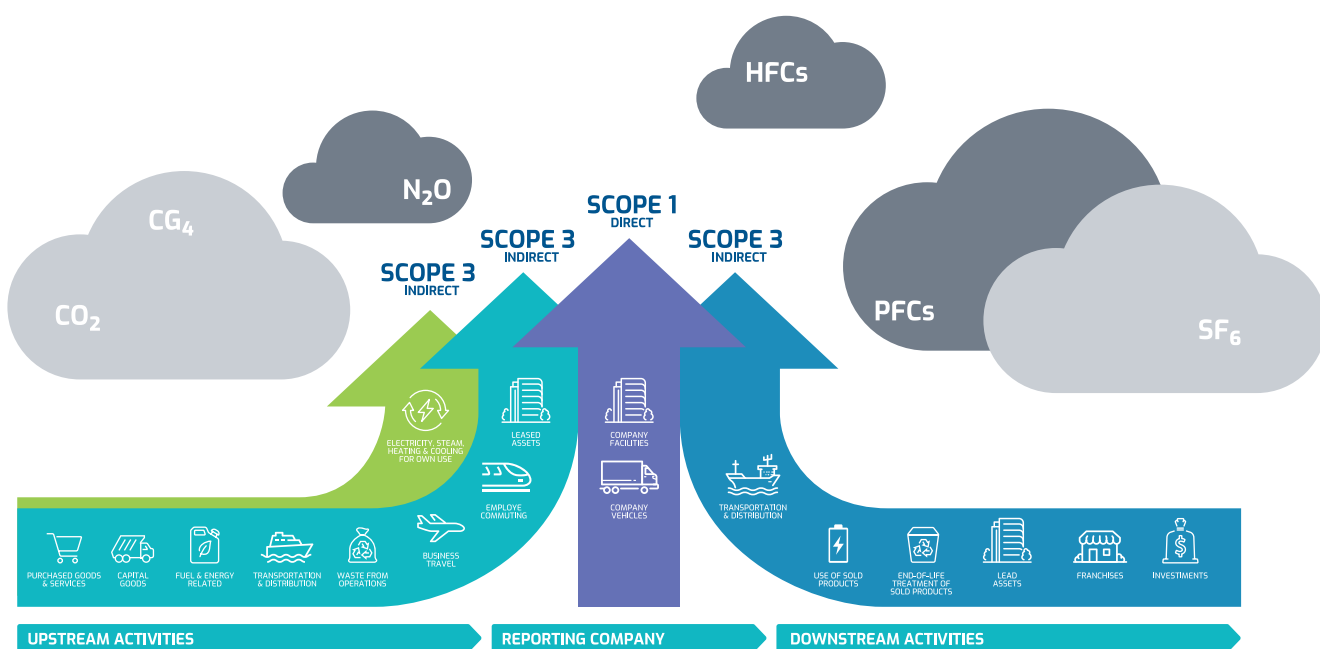 HFCs
N₂O
CG₄
CO₂
PFCs
SF₆
SCOPE 3
INDIRECT
SCOPE 3
INDIRECT
SCOPE 1
DIRECT
SCOPE 3
INDIRECT
ELECTRICITY, STEAM,
HEATING & COOLING
FOR OWN USE
LEASED
ASSETS
EMPLOYE
COMMUTING
BUSINESS
TRAVEL
COMPANY
FACILITIES
COMPANY
VEHICLES
TRANSPORTATION
& DISTRIBUTION
PURCHASED GOODS
& SERVICES
CAPITAL
GOODS
FUEL & ENERGY
RELATED
TRANSPORTATION
& DISTRIBUTION
WASTE FROM
OPERATIONS
USE OF SOLD
PRODUCTS
END-OF-LIFE
TREATMENT OF
SOLD PRODUCTS
LEAD
ASSETS
FRANCHISES
INVESTIMENTS
UPSTREAM ACTIVITIES
REPORTING COMPANY
DOWNSTREAM ACTIVITIES